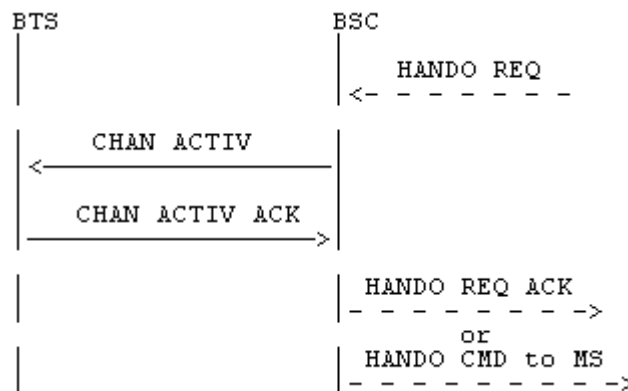 BTS BSC
HANDO REQ
CHAN ACTIV
CHAN ACTIV ACK
HANDO REQ ACK
or
HANDO CMD to MS